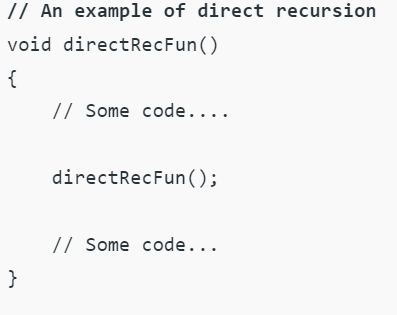 // An example of direct recursion
void directRecFun()
{
// Some code....
directRecFun();
// Some code...
}